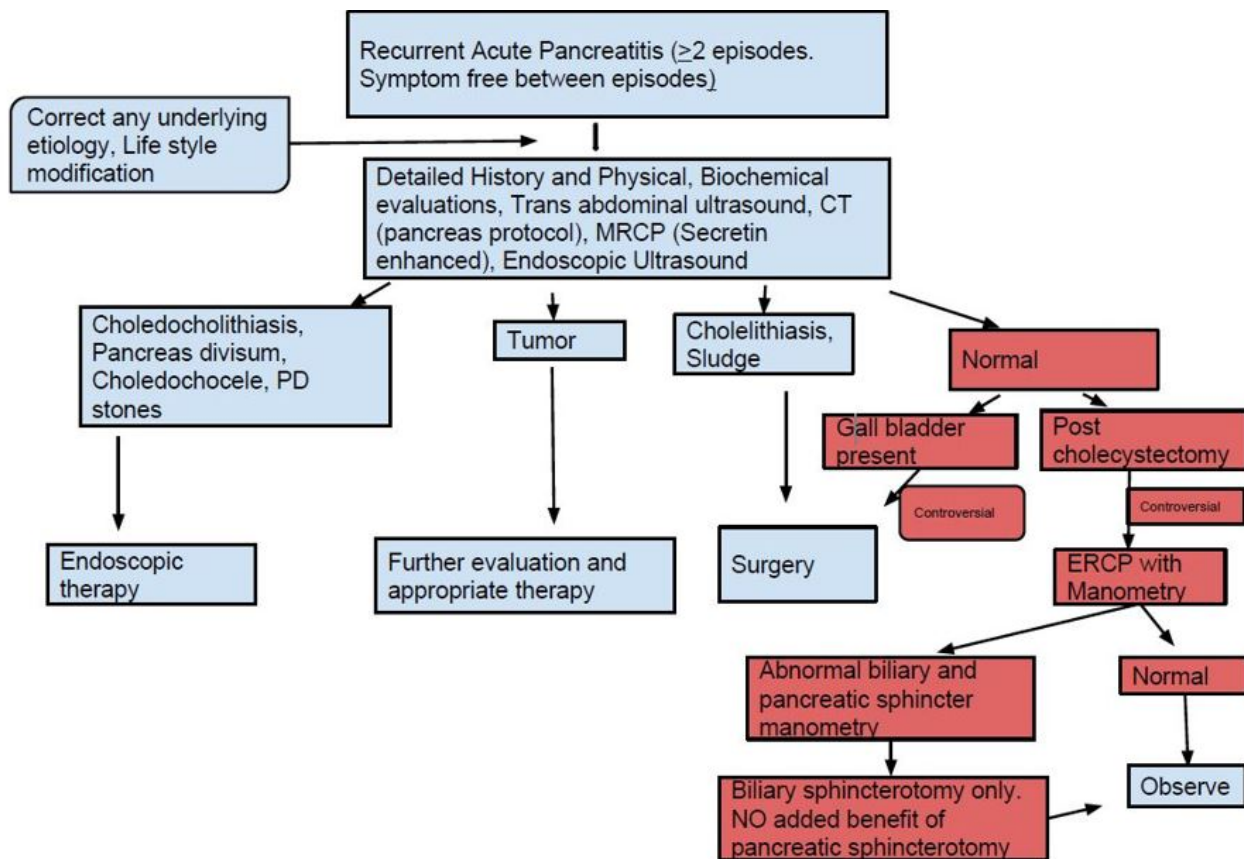 Recurrent Acute Pancreatitis (≥2 episodes.
Symptom free between episodes)
Correct any underlying
etiology, Life style
modification
Detailed History and Physical, Biochemical
evaluations, Trans abdominal ultrasound, CT
(pancreas protocol), MRCP (Secretin
enhanced), Endoscopic Ultrasound
Choledocholithiasis,
Pancreas divisum,
Choledochocele, PD
stones
Tumor
Cholelithiasis,
Sludge
Normal
Gall bladder
present
Post
cholecystectomy
Controversial
Controversial
Endoscopic
therapy
Further evaluation and
appropriate therapy
Surgery
ERCP with
Manometry
Abnormal biliary and
pancreatic sphincter
manometry
Normal
Biliary sphincterotomy only.
NO added benefit of
pancreatic sphincterotomy
Observe